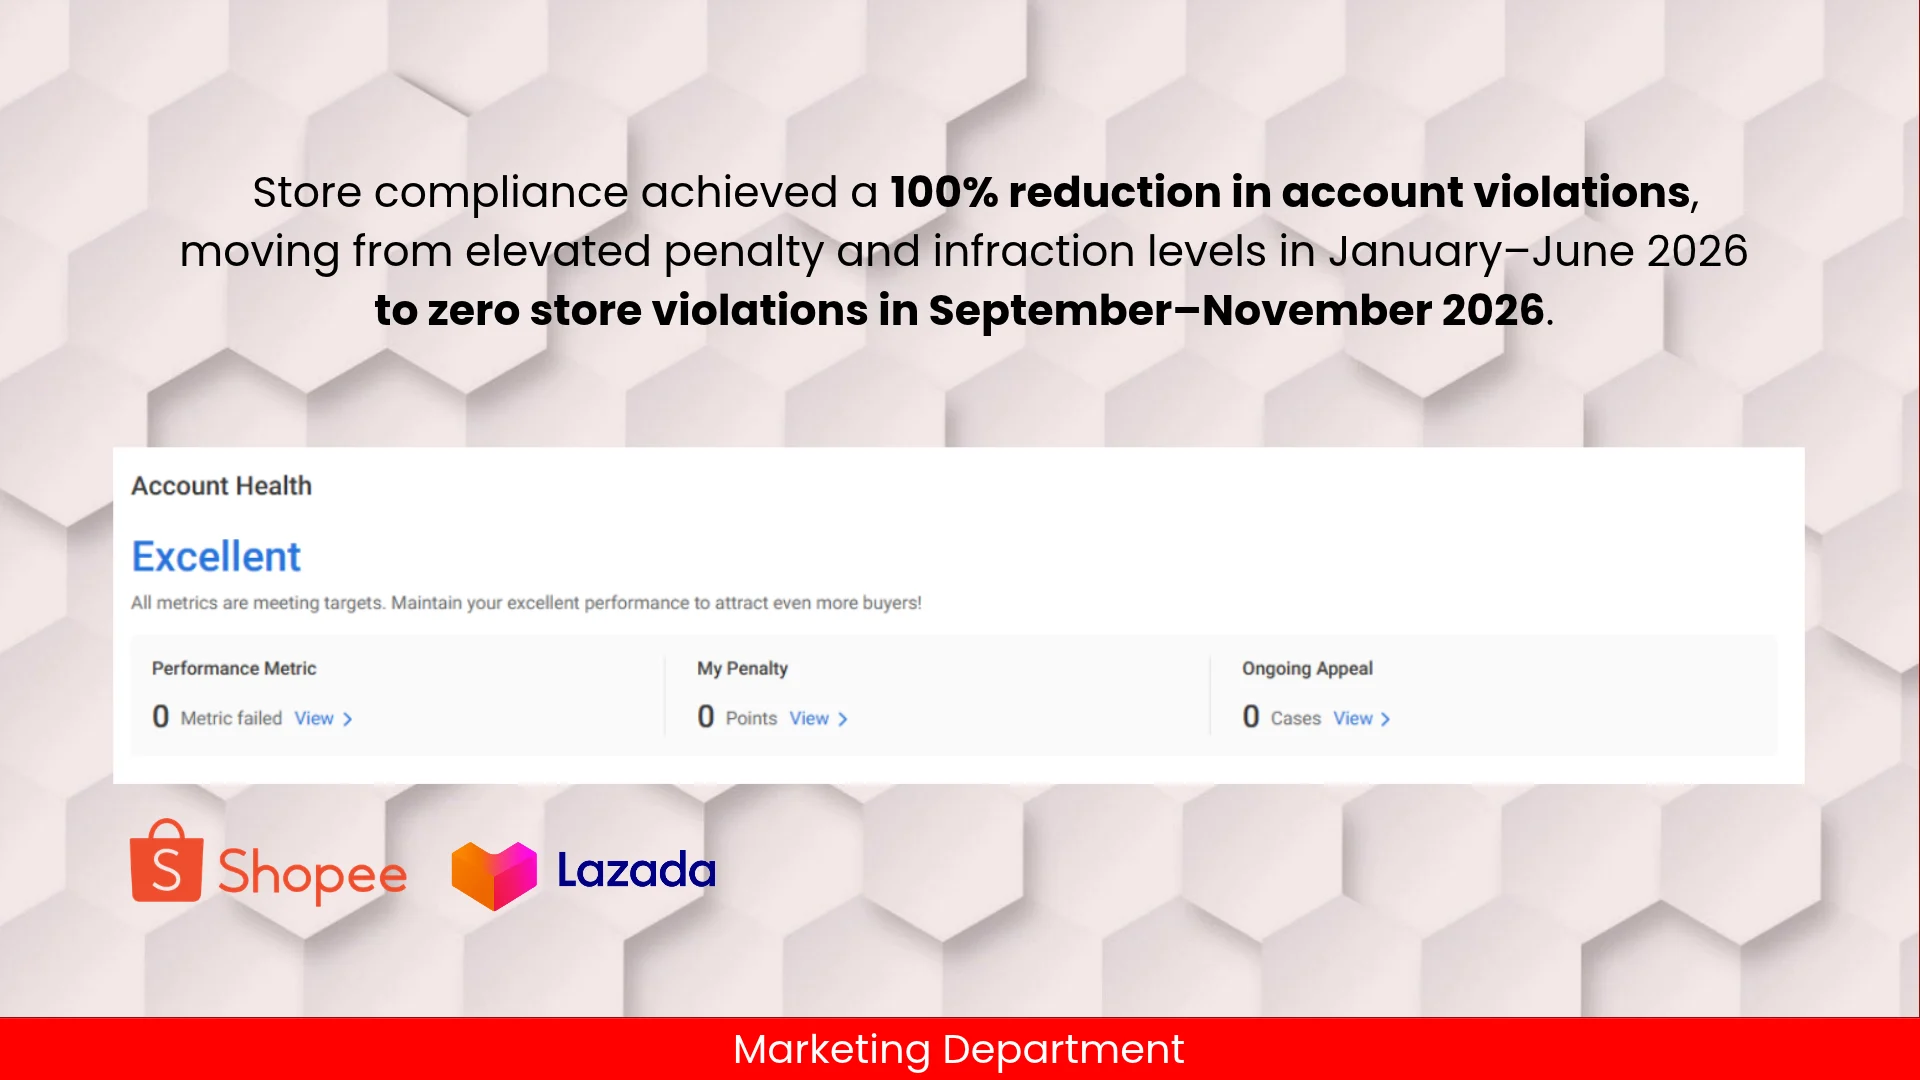 Store compliance achieved a 100% reduction in account violations,
moving from elevated penalty and infraction levels in January–June 2026
to zero store violations in September–November 2026.
Account Health
Excellent
All metrics are meeting targets. Maintain your excellent performance to attract even more buyers!
Performance Metric
0 Metric failed View >
My Penalty
0 Points View >
Ongoing Appeal
0 Cases View >
S Shopee
Lazada
Marketing Department